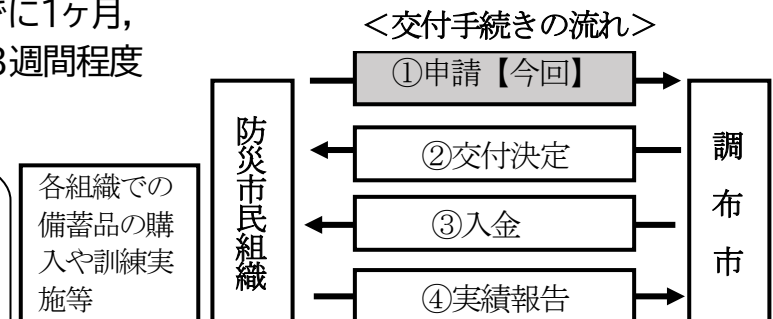 でに1ヶ月,
3週間程度
＜交付手続きの流れ＞
①申請【今回】
②交付決定
③入金
④実績報告
防災市民組織
調布市
各組織での
備蓄品の購
入や訓練実
施等